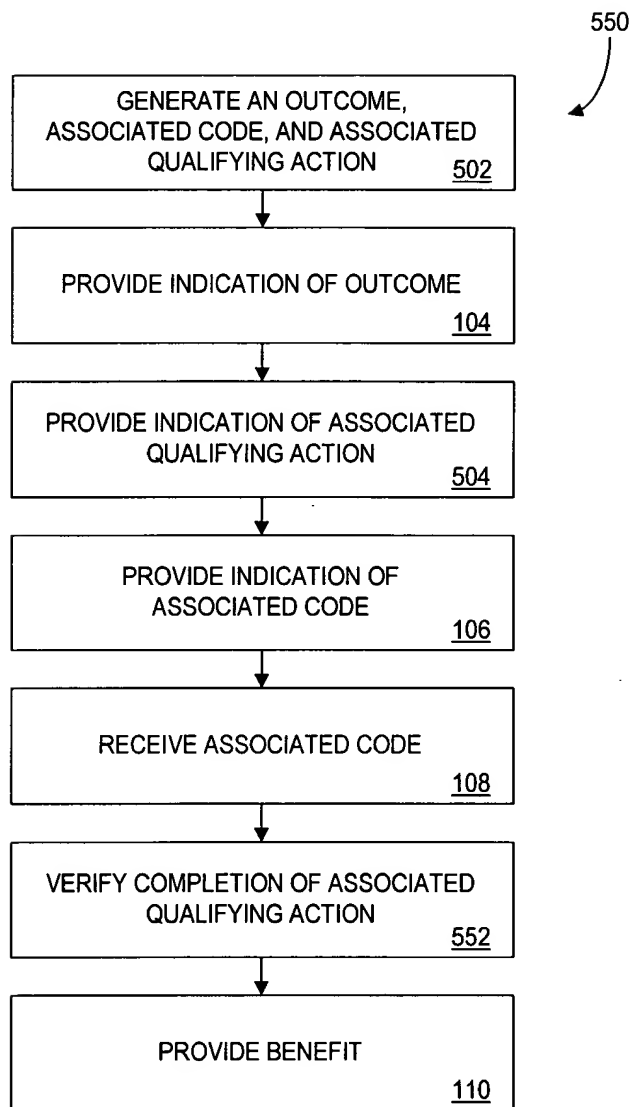 550
GENERATE AN OUTCOME,
ASSOCIATED CODE, AND ASSOCIATED
QUALIFYING ACTION
502
PROVIDE INDICATION OF OUTCOME
104
PROVIDE INDICATION OF ASSOCIATED
QUALIFYING ACTION
504
PROVIDE INDICATION OF
ASSOCIATED CODE
106
RECEIVE ASSOCIATED CODE
108
VERIFY COMPLETION OF ASSOCIATED
QUALIFYING ACTION
552
PROVIDE BENEFIT
110